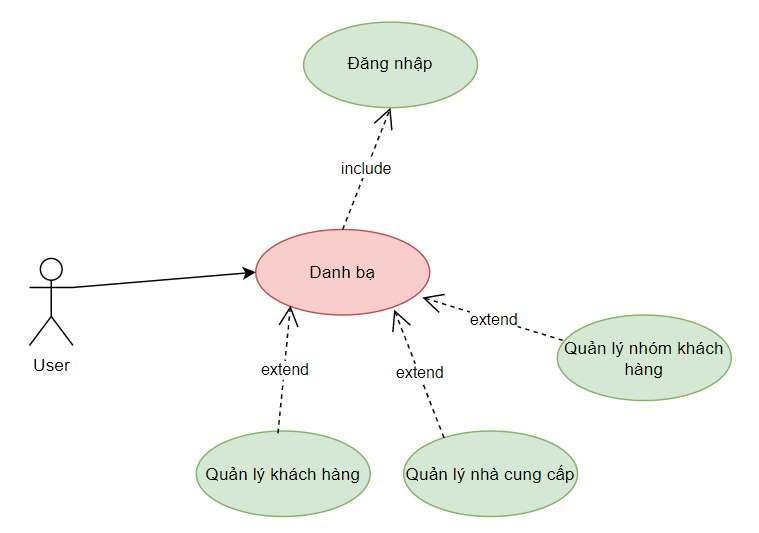 Đăng nhập
include
Danh bạ
User
extend
extend
extend
Quản lý nhóm khách
hàng
Quản lý khách hàng
Quản lý nhà cung cấp